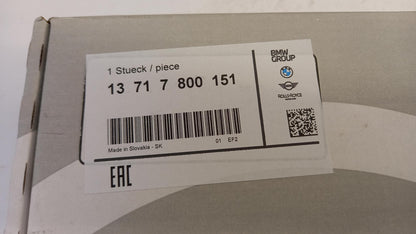 1 Stueck / piece
13 71 7 800 151
Made in Slovakia - SK
01 EF2
BMW
GROUP
ROLLS-ROYCE
EAC